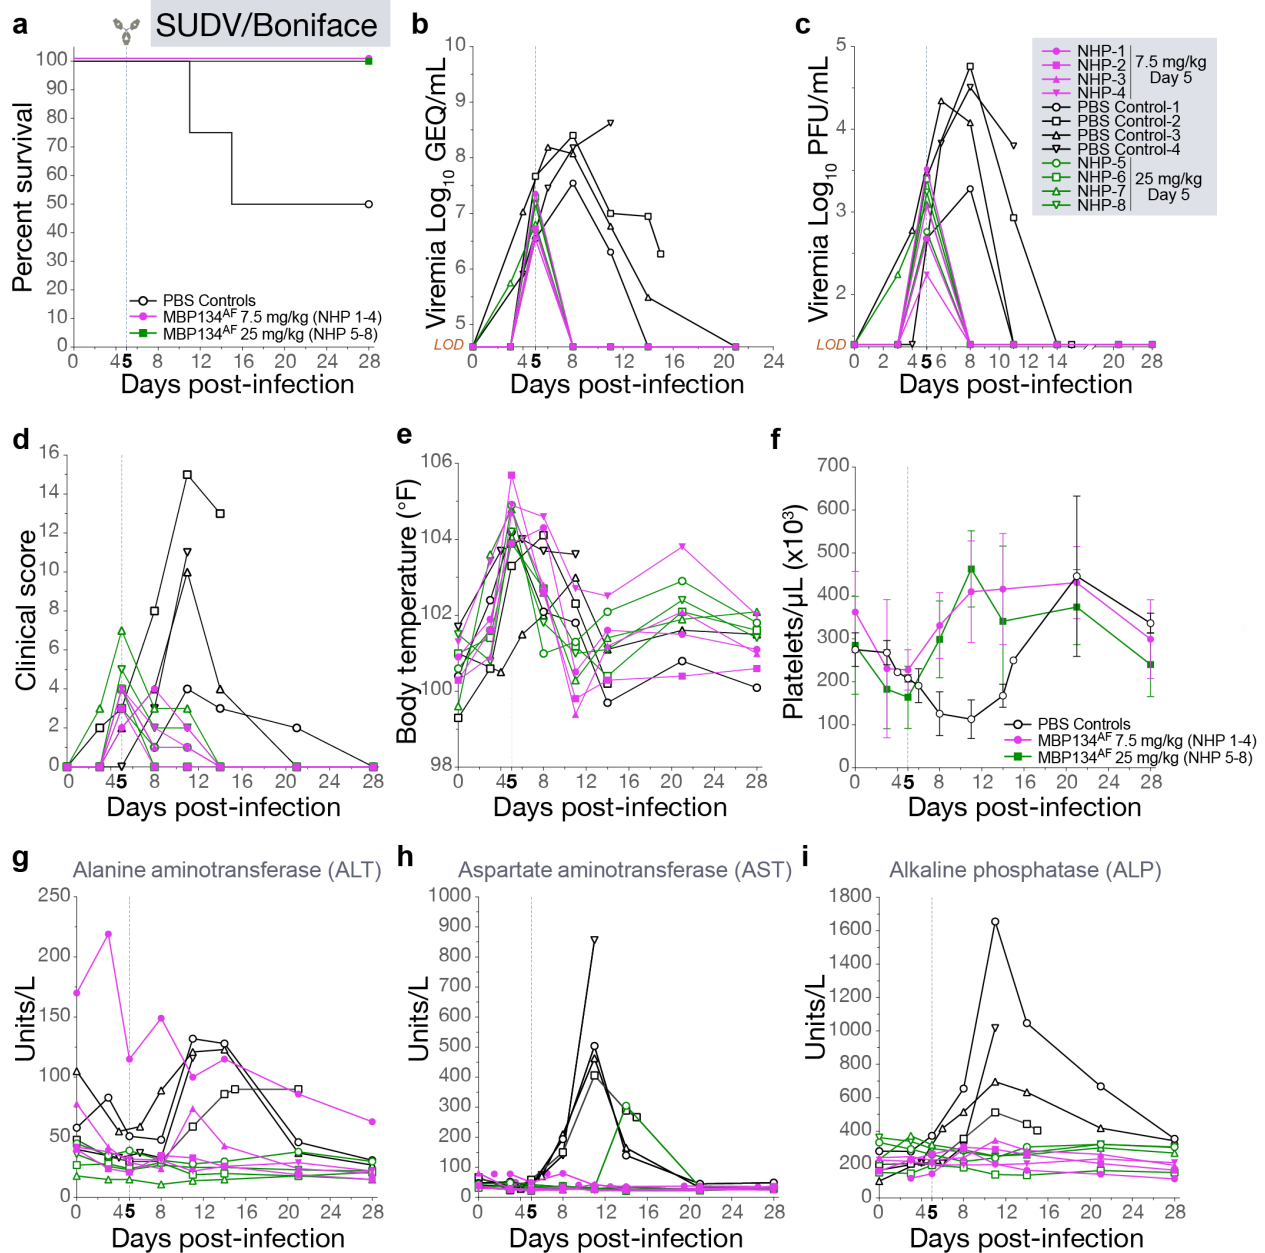 a
SUDV/Boniface
Percent survival
100
90
80
70
60
50
40
30
20
10
0
PBS Controls
MBP134AF 7.5 mg/kg (NHP 1-4)
MBP134AF 25 mg/kg (NHP 5-8)
0 4 5 8 12 16 20 24 28
Days post-infection
b
Viremia Log10 GEQ/mL
10
9
8
7
6
5
LOD
0 4 5 8 12 16 20 24
Days post-infection
c
Viremia Log10 PFU/mL
5
4
3
2
LOD
0 2 4 5 6 8 10 12 14 20 28
Days post-infection
NHP-1
NHP-2
NHP-3
NHP-4
7.5 mg/kg
Day 5
PBS Control-1
PBS Control-2
PBS Control-3
PBS Control-4
NHP-5
NHP-6
NHP-7
NHP-8
25 mg/kg
Day 5
d
Clinical score
16
14
12
10
8
6
4
2
0
0 4 5 8 12 16 20 24 28
Days post-infection
e
Body temperature (°F)
106
104
102
100
98
0 4 5 8 12 16 20 24 28
Days post-infection
f
Platelets/µL (x10³)
700
600
500
400
300
200
100
0
PBS Controls
MBP134AF 7.5 mg/kg (NHP 1-4)
MBP134AF 25 mg/kg (NHP 5-8)
0 4 5 8 12 16 20 24 28
Days post-infection
g
Alanine aminotransferase (ALT)
Units/L
250
200
150
100
50
0
0 4 5 8 12 16 20 24 28
Days post-infection
h
Aspartate aminotransferase (AST)
Units/L
1000
900
800
700
600
500
400
300
200
100
0
0 4 5 8 12 16 20 24 28
Days post-infection
i
Alkaline phosphatase (ALP)
Units/L
1800
1600
1400
1200
1000
800
600
400
200
0
0 4 5 8 12 16 20 24 28
Days post-infection